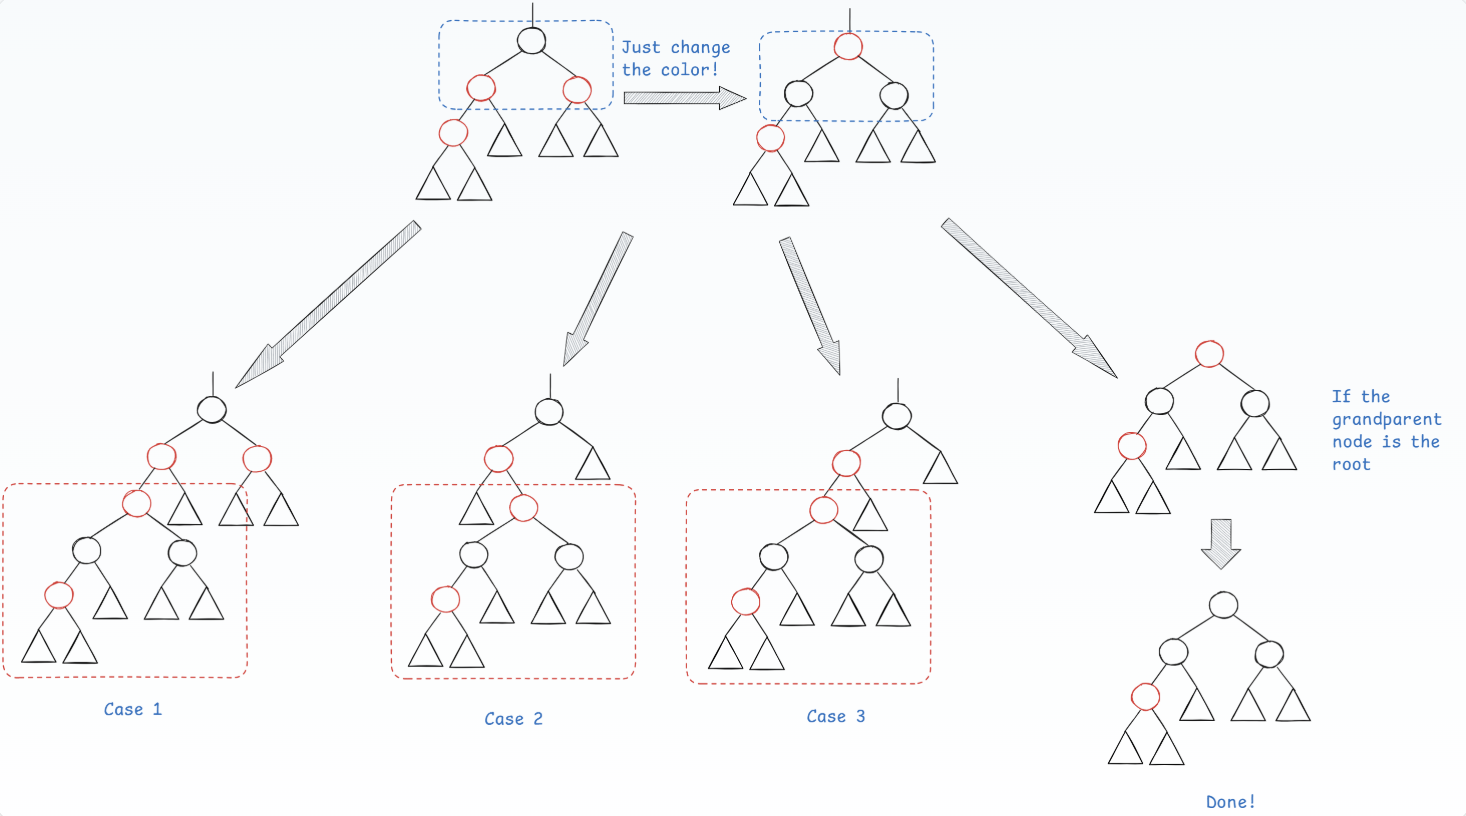 Just change
the color!
If the
grandparent
node is the
root
Case 1
Case 2
Case 3
Done!